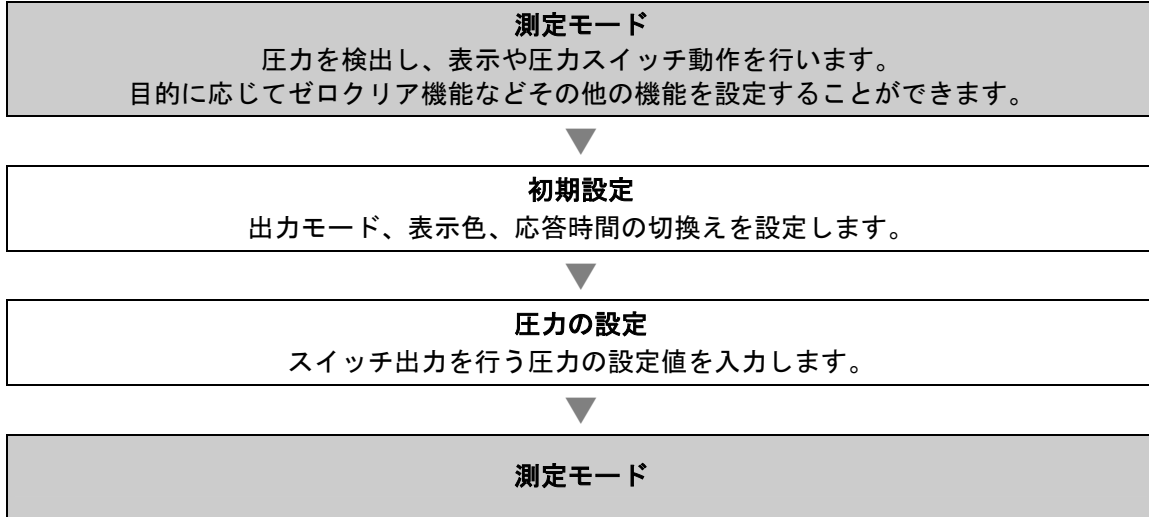 測定モード
圧力を検出し、表示や圧力スイッチ動作を行います。
目的に応じてゼロクリア機能などその他の機能を設定することができます。
初期設定
出力モード、表示色、応答時間の切換えを設定します。
圧力の設定
スイッチ出力を行う圧力の設定値を入力します。
測定モード